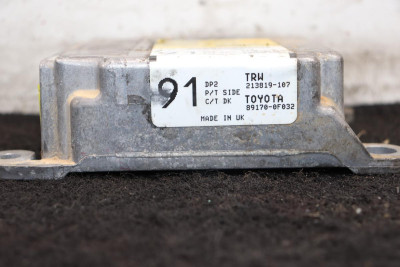 91
DP2 TRW
213819-107
P/T SIDE
C/T DK TOYOTA
89170-0F032
MADE IN UK